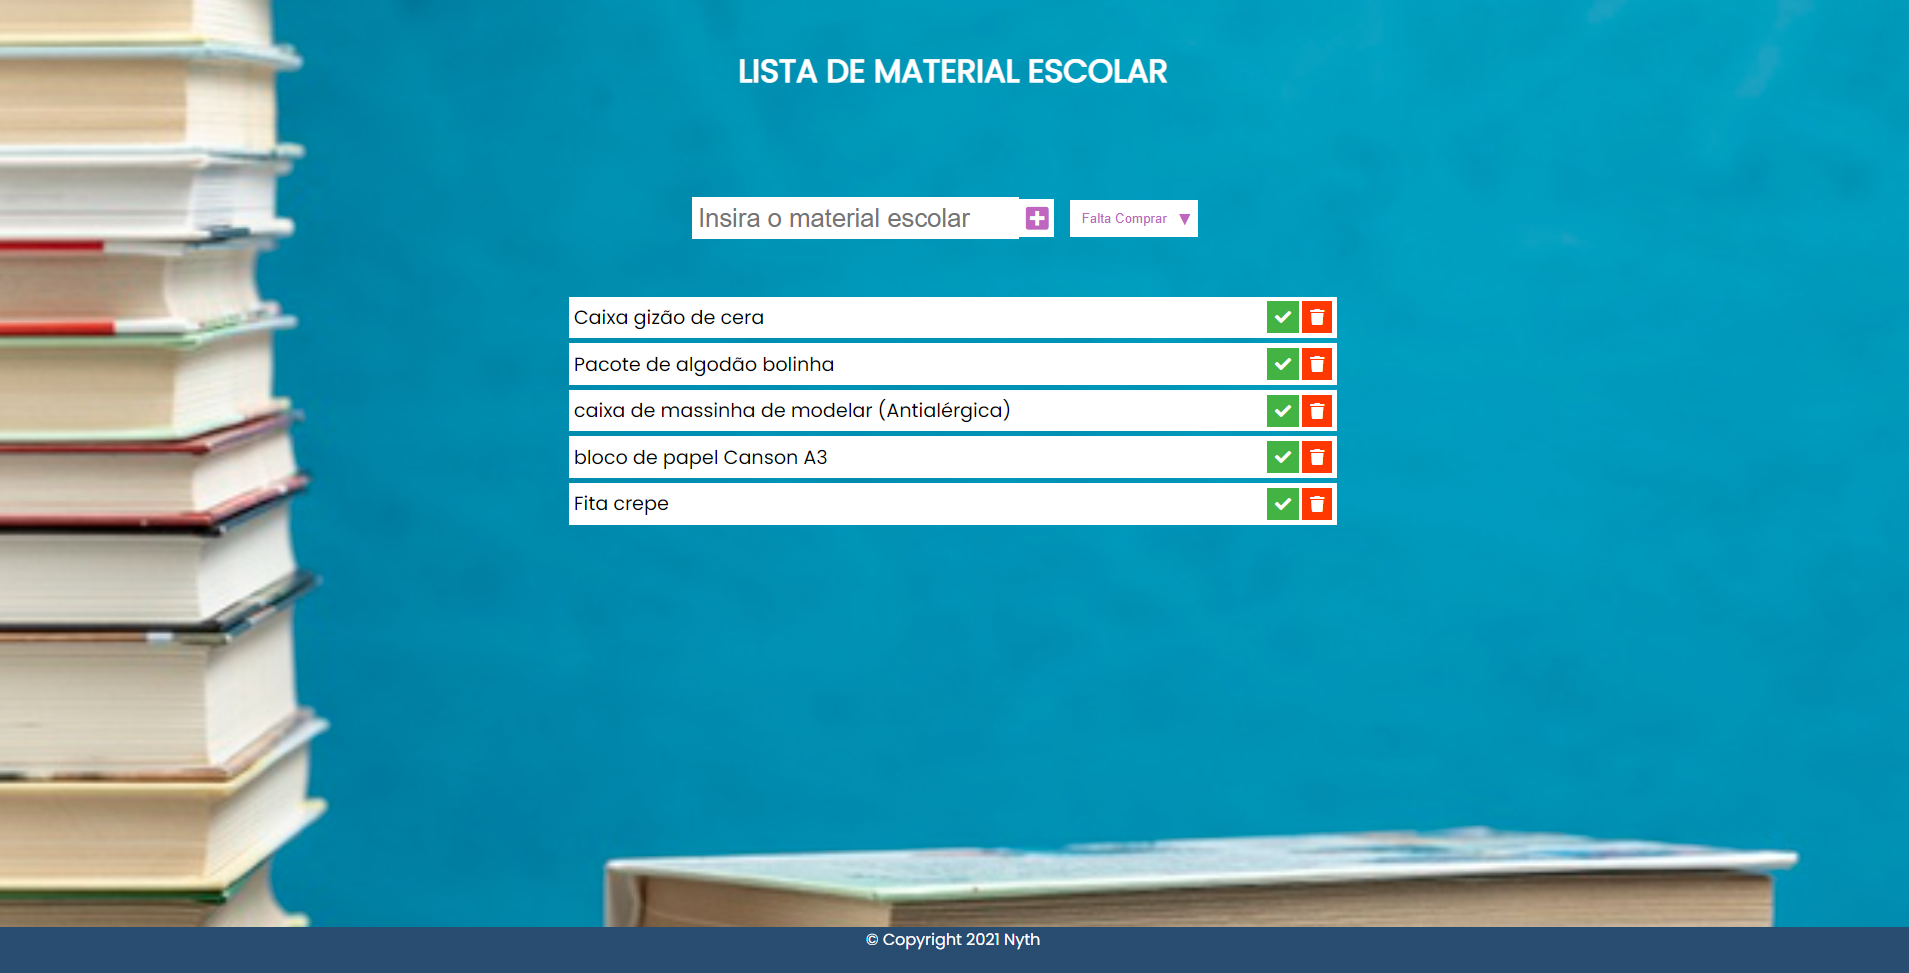 LISTA DE MATERIAL ESCOLAR
Insira o material escolar
Falta Comprar
Caixa gizão de cera
Pacote de algodão bolinha
caixa de massinha de modelar (Antialérgica)
bloco de papel Canson A3
Fita crepe
© Copyright 2021 Nyth